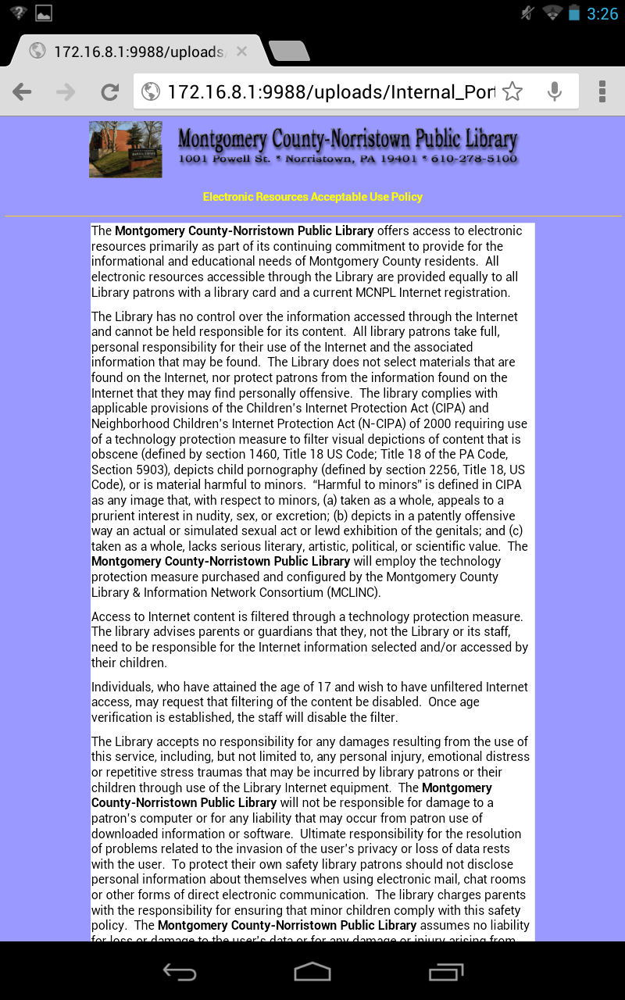 3:26
172.16.8.1:9988/uploads/
172.16.8.1:9988/uploads/Internal_Port
Montgomery County-Norristown Public Library
1001 Powell St. * Norristown, PA 19401 * 610-278-5100
Electronic Resources Acceptable Use Policy
The Montgomery County-Norristown Public Library offers access to electronic
resources primarily as part of its continuing commitment to provide for the
informational and educational needs of Montgomery County residents.  All
electronic resources accessible through the Library are provided equally to all
Library patrons with a library card and a current MCNPL Internet registration.
The Library has no control over the information accessed through the Internet
and cannot be held responsible for its content.  All library patrons take full,
personal responsibility for their use of the Internet and the associated
information that may be found.  The Library does not select materials that are
found on the Internet, nor protect patrons from the information found on the
Internet that they may find personally offensive.  The library complies with
applicable provisions of the Children's Internet Protection Act (CIPA) and
Neighborhood Children's Internet Protection Act (N-CIPA) of 2000 requiring use
of a technology protection measure to filter visual depictions of content that is
obscene (defined by section 1460, Title 18 US Code; Title 18 of the PA Code,
Section 5903), depicts child pornography (defined by section 2256, Title 18, US
Code), or is material harmful to minors.  “Harmful to minors” is defined in CIPA
as any image that, with respect to minors, (a) taken as a whole, appeals to a
prurient interest in nudity, sex, or excretion; (b) depicts in a patently offensive
way an actual or simulated sexual act or lewd exhibition of the genitals; and (c)
taken as a whole, lacks serious literary, artistic, political, or scientific value.  The
Montgomery County-Norristown Public Library will employ the technology
protection measure purchased and configured by the Montgomery County
Library & Information Network Consortium (MCLINC).
Access to Internet content is filtered through a technology protection measure.
The library advises parents or guardians that they, not the Library or its staff,
need to be responsible for the Internet information selected and/or accessed by
their children.
Individuals, who have attained the age of 17 and wish to have unfiltered Internet
access, may request that filtering of the content be disabled.  Once age
verification is established, the staff will disable the filter.
The Library accepts no responsibility for any damages resulting from the use of
this service, including, but not limited to, any personal injury, emotional distress
or repetitive stress traumas that may be incurred by library patrons or their
children through use of the Library Internet equipment.  The Montgomery
County-Norristown Public Library will not be responsible for damage to a
patron's computer or for any liability that may occur from patron use of
downloaded information or software.  Ultimate responsibility for the resolution
of problems related to the invasion of the user's privacy or loss of data rests
with the user.  To protect their own safety library patrons should not disclose
personal information about themselves when using electronic mail, chat rooms
or other forms of direct electronic communication.  The library charges parents
with the responsibility for ensuring that minor children comply with this safety
policy.  The Montgomery County-Norristown Public Library assumes no liability
for loss or damage to the user's data or for any damage or injury arising from